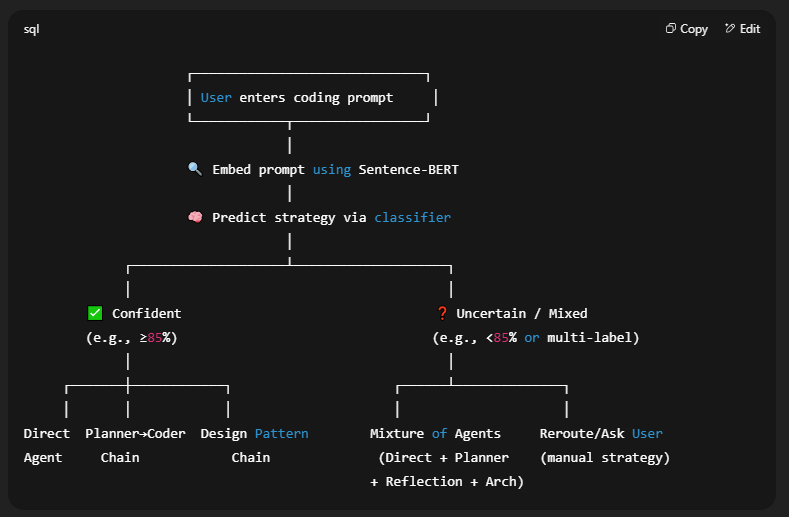 sql Copy Edit
User enters coding prompt
🔍 Embed prompt using Sentence-BERT
🧠 Predict strategy via classifier
✅ Confident ❓ Uncertain / Mixed
(e.g., ≥85%) (e.g., <85% or multi-label)
Direct Planner→Coder Design Pattern Mixture of Agents Reroute/Ask User
Agent Chain Chain (Direct + Planner (manual strategy)
+ Reflection + Arch)